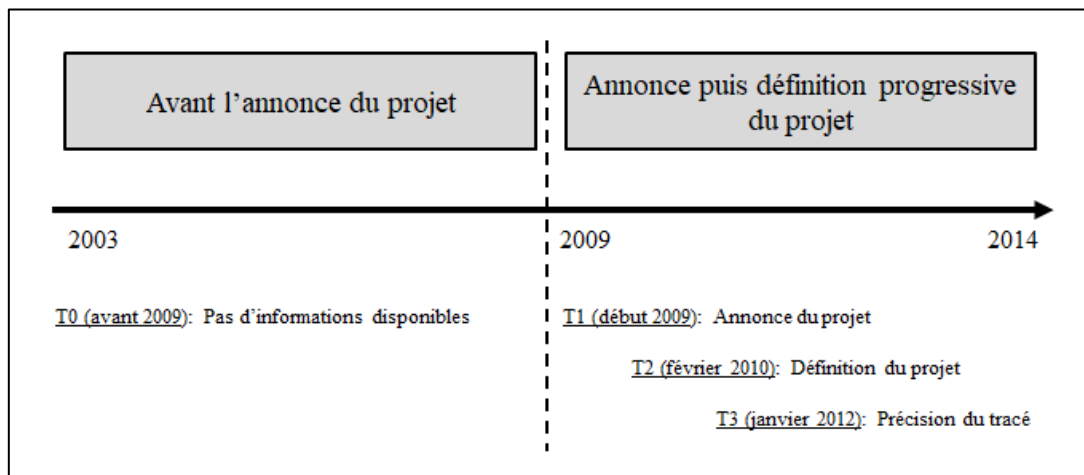 Avant l’annonce du projet
Annonce puis définition progressive
du projet
2003
2009
2014
T0 (avant 2009): Pas d’informations disponibles
T1 (début 2009): Annonce du projet
T2 (février 2010): Définition du projet
T3 (janvier 2012): Précision du tracé